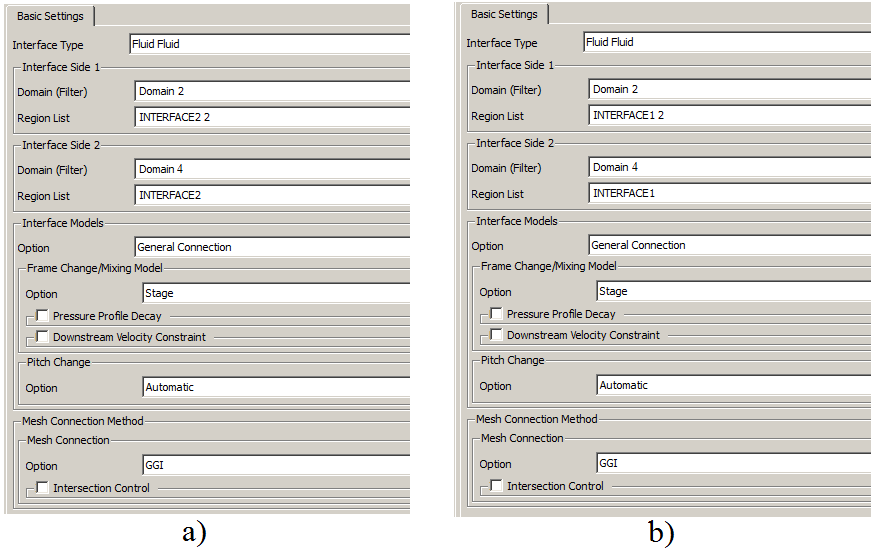 Basic Settings
Interface Type Fluid Fluid
Interface Side 1
Domain (Filter) Domain 2
Region List INTERFACE2 2
Interface Side 2
Domain (Filter) Domain 4
Region List INTERFACE2
Interface Models
Option General Connection
Frame Change/Mixing Model
Option Stage
Pressure Profile Decay
Downstream Velocity Constraint
Pitch Change
Option Automatic
Mesh Connection Method
Mesh Connection
Option GGI
Intersection Control
a)
Basic Settings
Interface Type Fluid Fluid
Interface Side 1
Domain (Filter) Domain 2
Region List INTERFACE1 2
Interface Side 2
Domain (Filter) Domain 4
Region List INTERFACE1
Interface Models
Option General Connection
Frame Change/Mixing Model
Option Stage
Pressure Profile Decay
Downstream Velocity Constraint
Pitch Change
Option Automatic
Mesh Connection Method
Mesh Connection
Option GGI
Intersection Control
b)